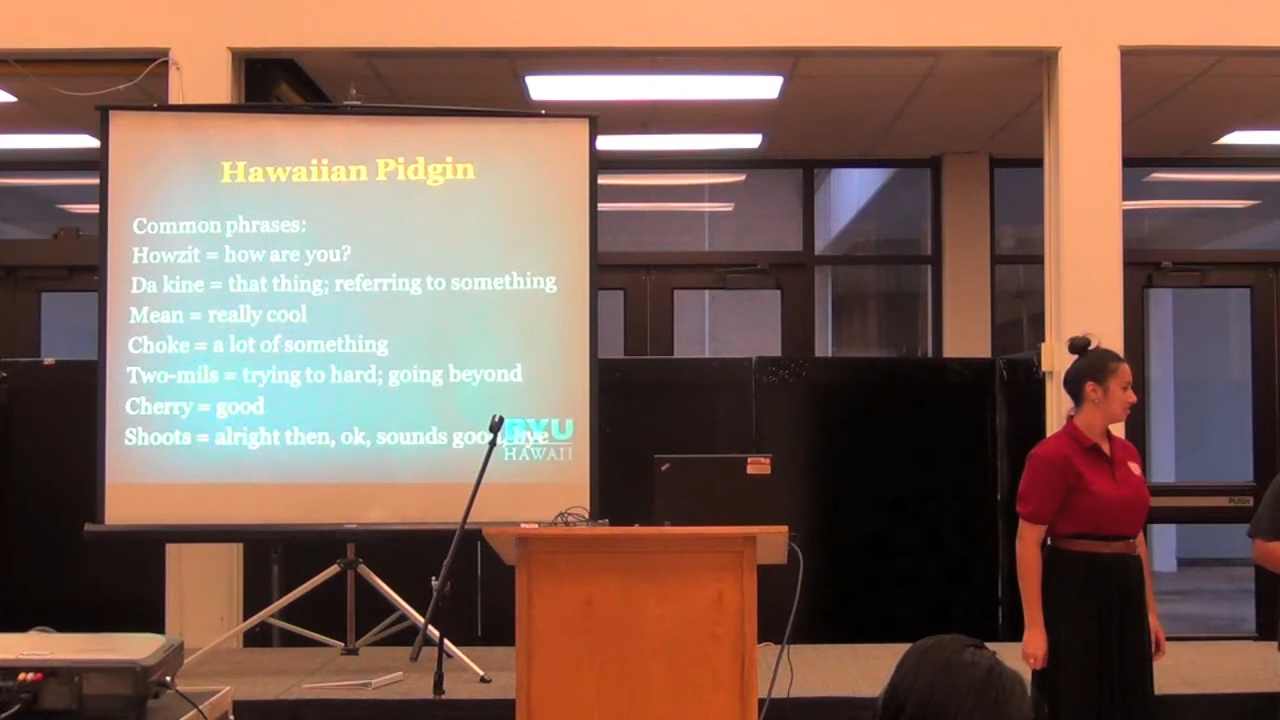 Hawaiian Pidgin
Common phrases:
Howzit = how are you?
Da kine = that thing; referring to something
Mean = really cool
Choke = a lot of something
Two-mils = trying to hard; going beyond
Cherry = good
Shoots = alright then, ok, sounds good, bye
BYU
HAWAII
PUSH